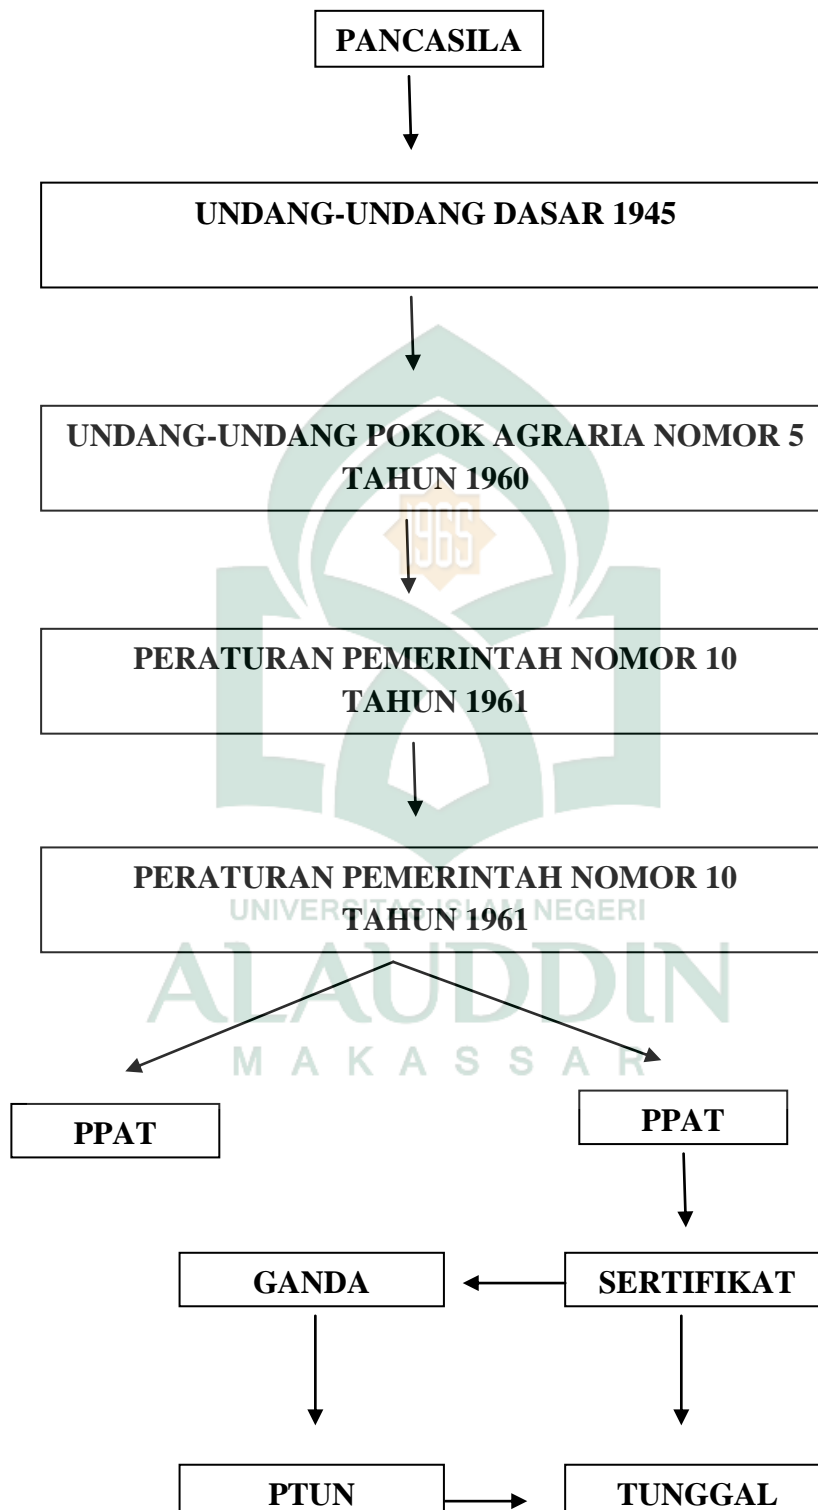 PANCASILA
UNDANG-UNDANG DASAR 1945
UNDANG-UNDANG POKOK AGRARIA NOMOR 5
TAHUN 1960
1965
PERATURAN PEMERINTAH NOMOR 10
TAHUN 1961
PERATURAN PEMERINTAH NOMOR 10
UNIVERSITAS ISLAM NEGERI
TAHUN 1961
ALAUDDIN
MAKASSAR
PPAT
PPAT
GANDA
SERTIFIKAT
PTUN
TUNGGAL